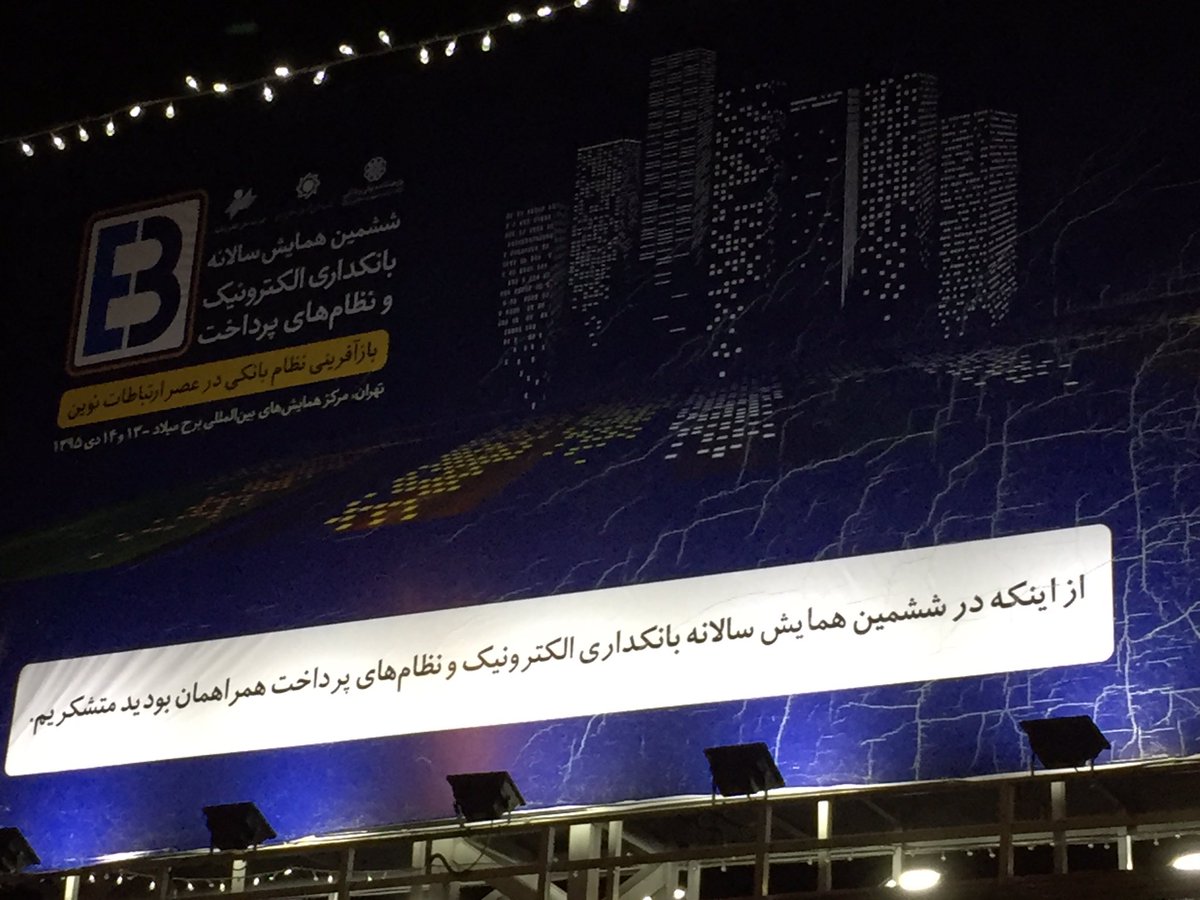 EB
ششمین همایش سالانه
بانکداری الکترونیک
و نظام‌های پرداخت
بازآفرینی نظام بانکی در عصر ارتباطات نوین
تهران، مرکز همایش‌های بین‌المللی برج میلاد - ۱۳ و ۱۴ دی ۱۳۹۵
از اینکه در ششمین همایش سالانه بانکداری الکترونیک و نظام‌های پرداخت همراهمان بودید متشکریم.